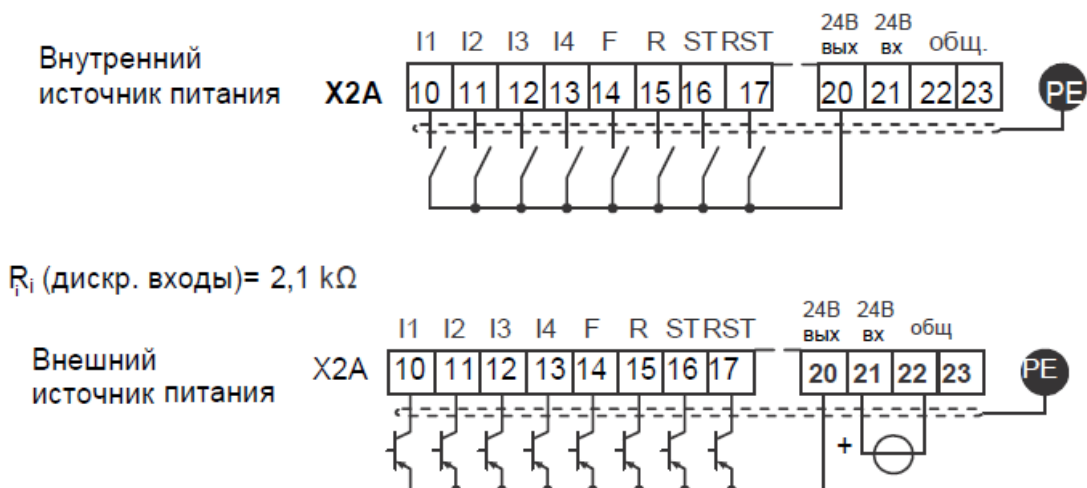 24В 24В
I1 I2 I3 I4 F R ST RST вых вх общ.
Внутренний
источник питания X2A 10 11 12 13 14 15 16 17 20 21 22 23 PE
Ri (дискр. входы)= 2,1 kΩ
24В 24В
I1 I2 I3 I4 F R ST RST вых вх общ
Внешний
источник питания X2A 10 11 12 13 14 15 16 17 20 21 22 23 PE
+